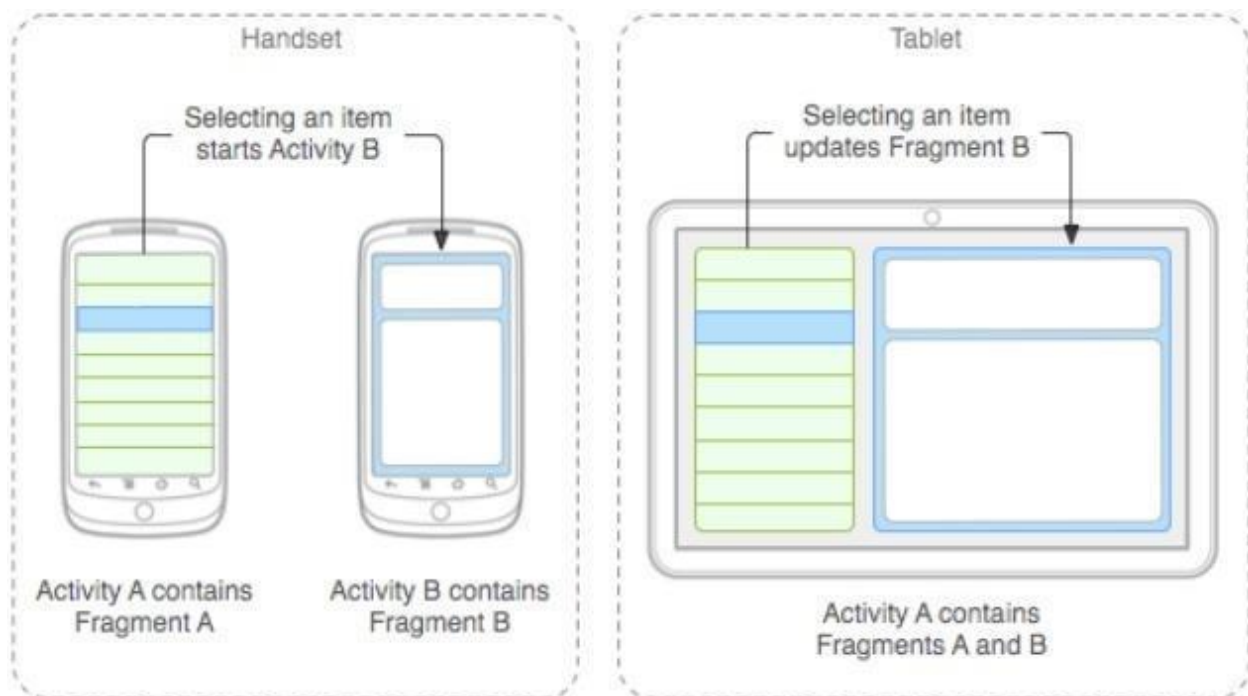 Handset
Selecting an item
starts Activity B
Activity A contains
Fragment A
Activity B contains
Fragment B
Tablet
Selecting an item
updates Fragment B
Activity A contains
Fragments A and B